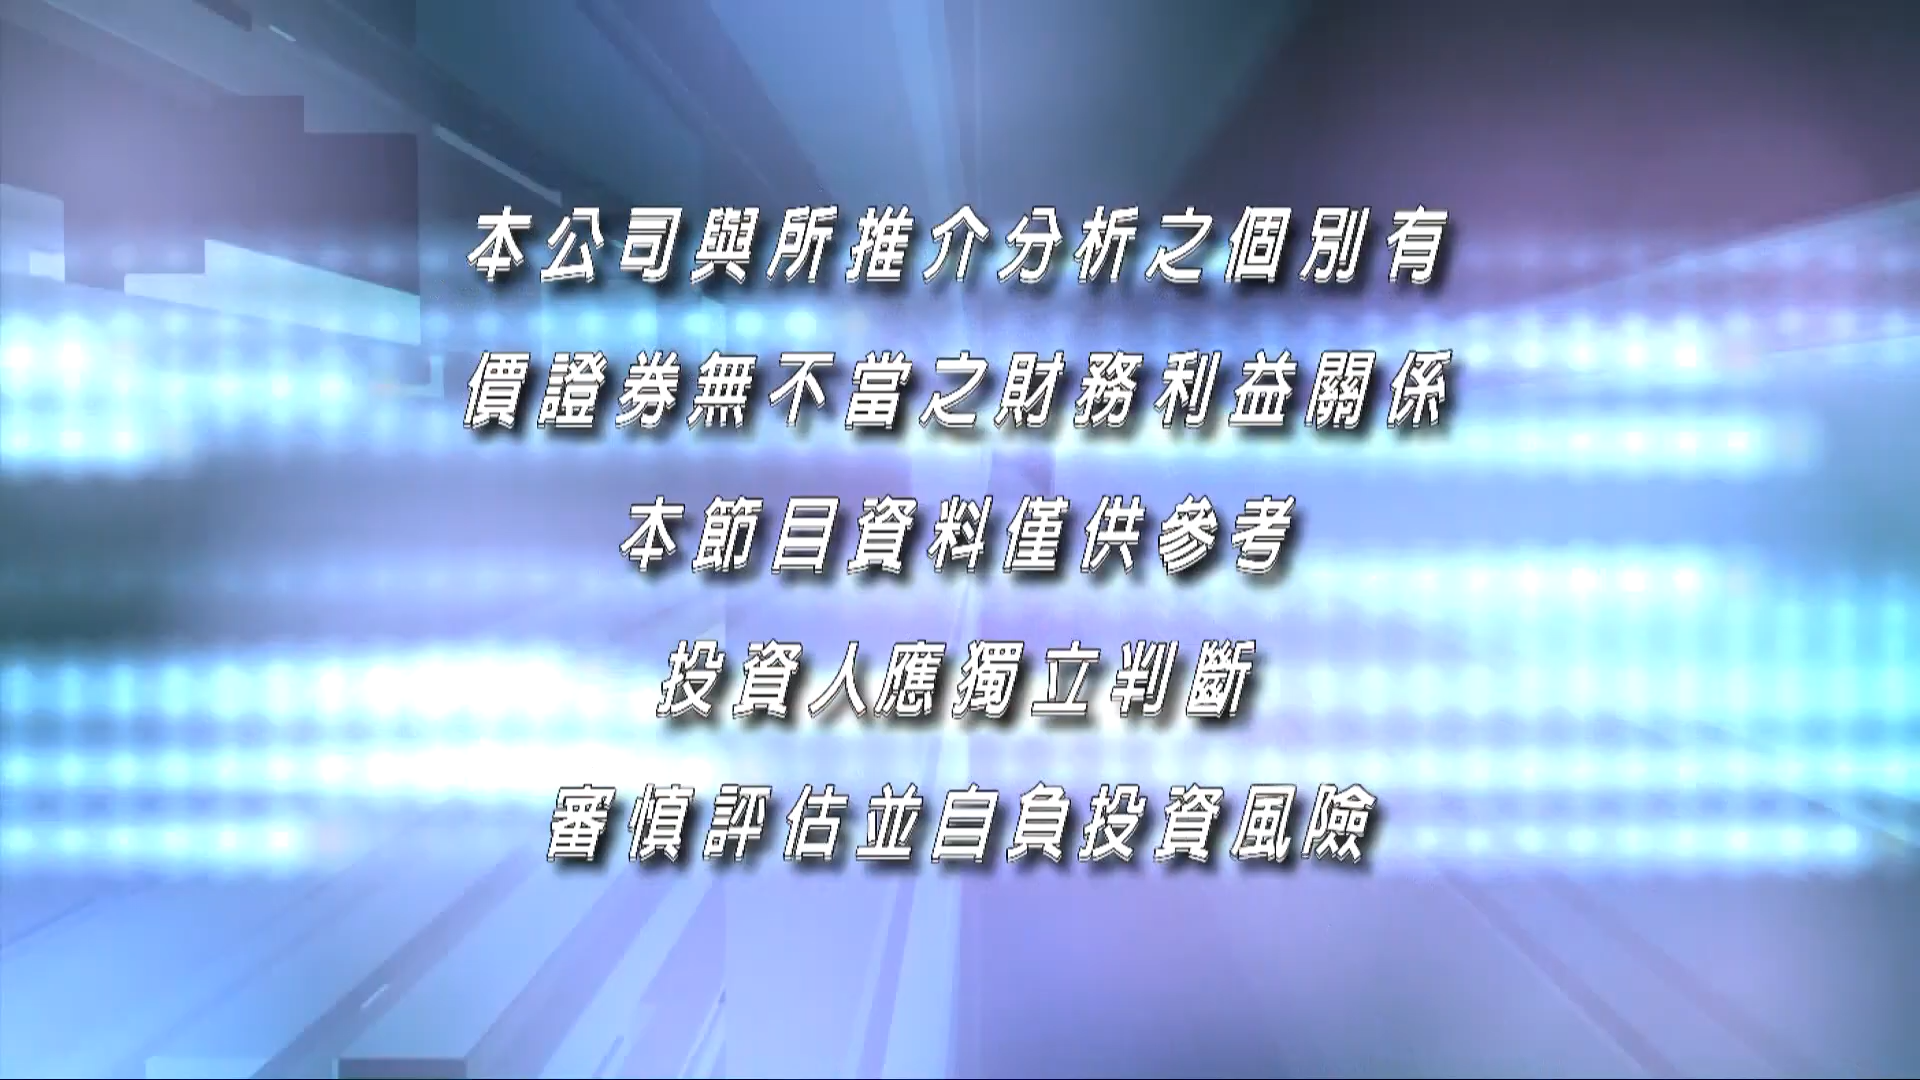 本公司與所推介分析之個別有
價證券無不當之財務利益關係
本節目資料僅供參考
投資人應獨立判斷
審慎評估並自負投資風險